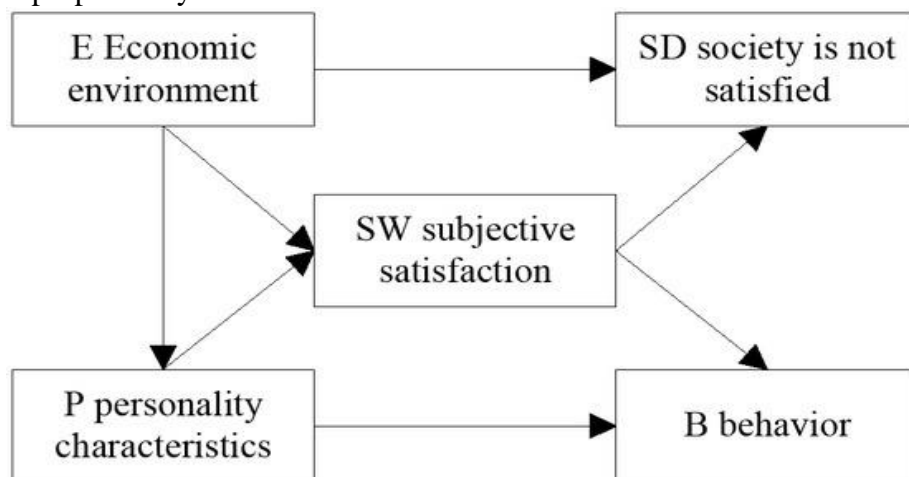 E Economic
environment
SD society is not
satisfied
SW subjective
satisfaction
P personality
characteristics
B behavior